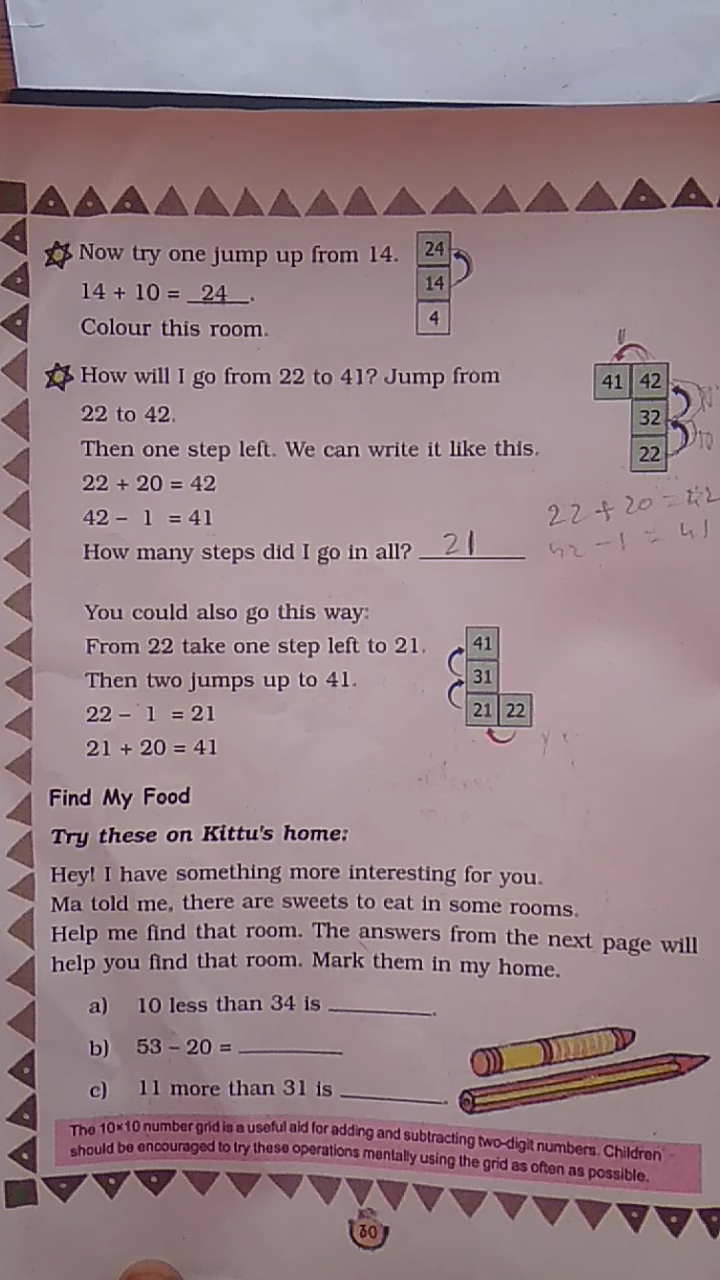 Now try one jump up from 14.
24
14 + 10 = 24.
14
Colour this room.
4
How will I go from 22 to 41? Jump from
41 42
22 to 42.
32
Then one step left. We can write it like this.
22
22 + 20 = 42
22 + 20 = 42
42 - 1 = 41
42 - 1 = 41
How many steps did I go in all? 21
You could also go this way:
From 22 take one step left to 21.
41
Then two jumps up to 41.
31
22 - 1 = 21
21 22
21 + 20 = 41
Find My Food
Try these on Kittu's home:
Hey! I have something more interesting for you.
Ma told me, there are sweets to eat in some rooms.
Help me find that room. The answers from the next page will
help you find that room. Mark them in my home.
a) 10 less than 34 is ________.
b) 53 – 20 = ________
c) 11 more than 31 is ________.
The 10×10 number grid is a useful aid for adding and subtracting two-digit numbers. Children
should be encouraged to try these operations mentally using the grid as often as possible.
30